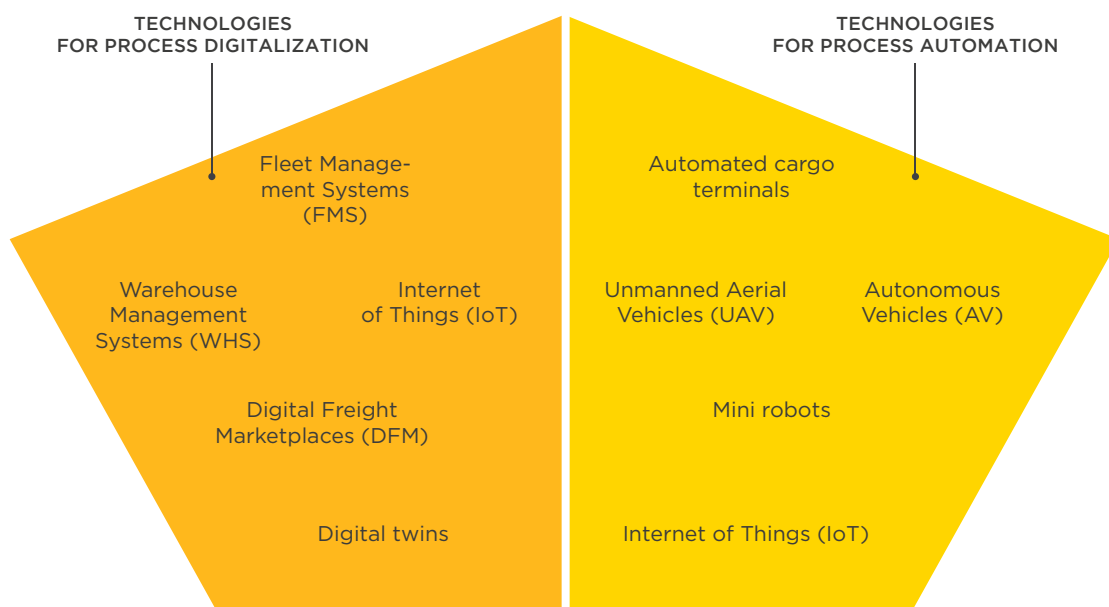 TECHNOLOGIES
FOR PROCESS DIGITALIZATION
Fleet Manage-
ment Systems
(FMS)
Warehouse
Management
Systems (WHS)
Internet
of Things (IoT)
Digital Freight
Marketplaces (DFM)
Digital twins
TECHNOLOGIES
FOR PROCESS AUTOMATION
Automated cargo
terminals
Unmanned Aerial
Vehicles (UAV)
Autonomous
Vehicles (AV)
Mini robots
Internet of Things (IoT)